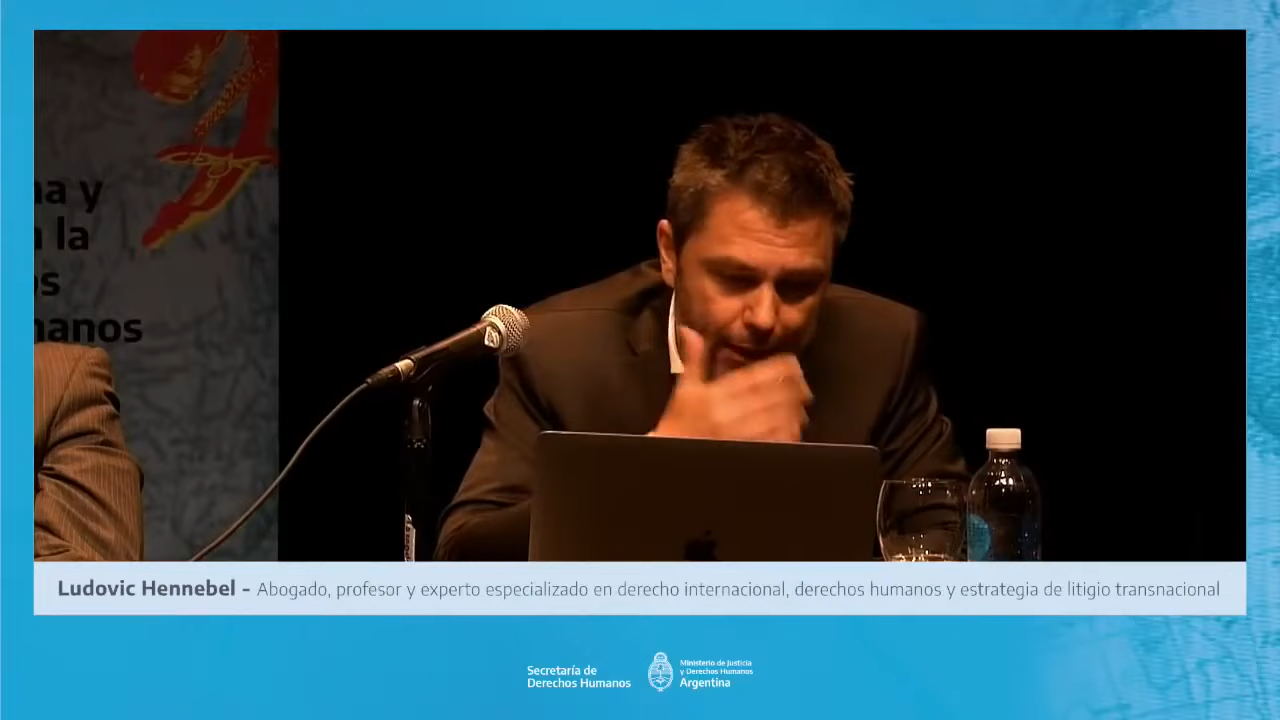 na y
n la
os
nanos
Ludovic Hennebel - Abogado, profesor y experto especializado en derecho internacional, derechos humanos y estrategia de litigio transnacional
Secretaría de
Derechos Humanos
Ministerio de Justicia
y Derechos Humanos
Argentina